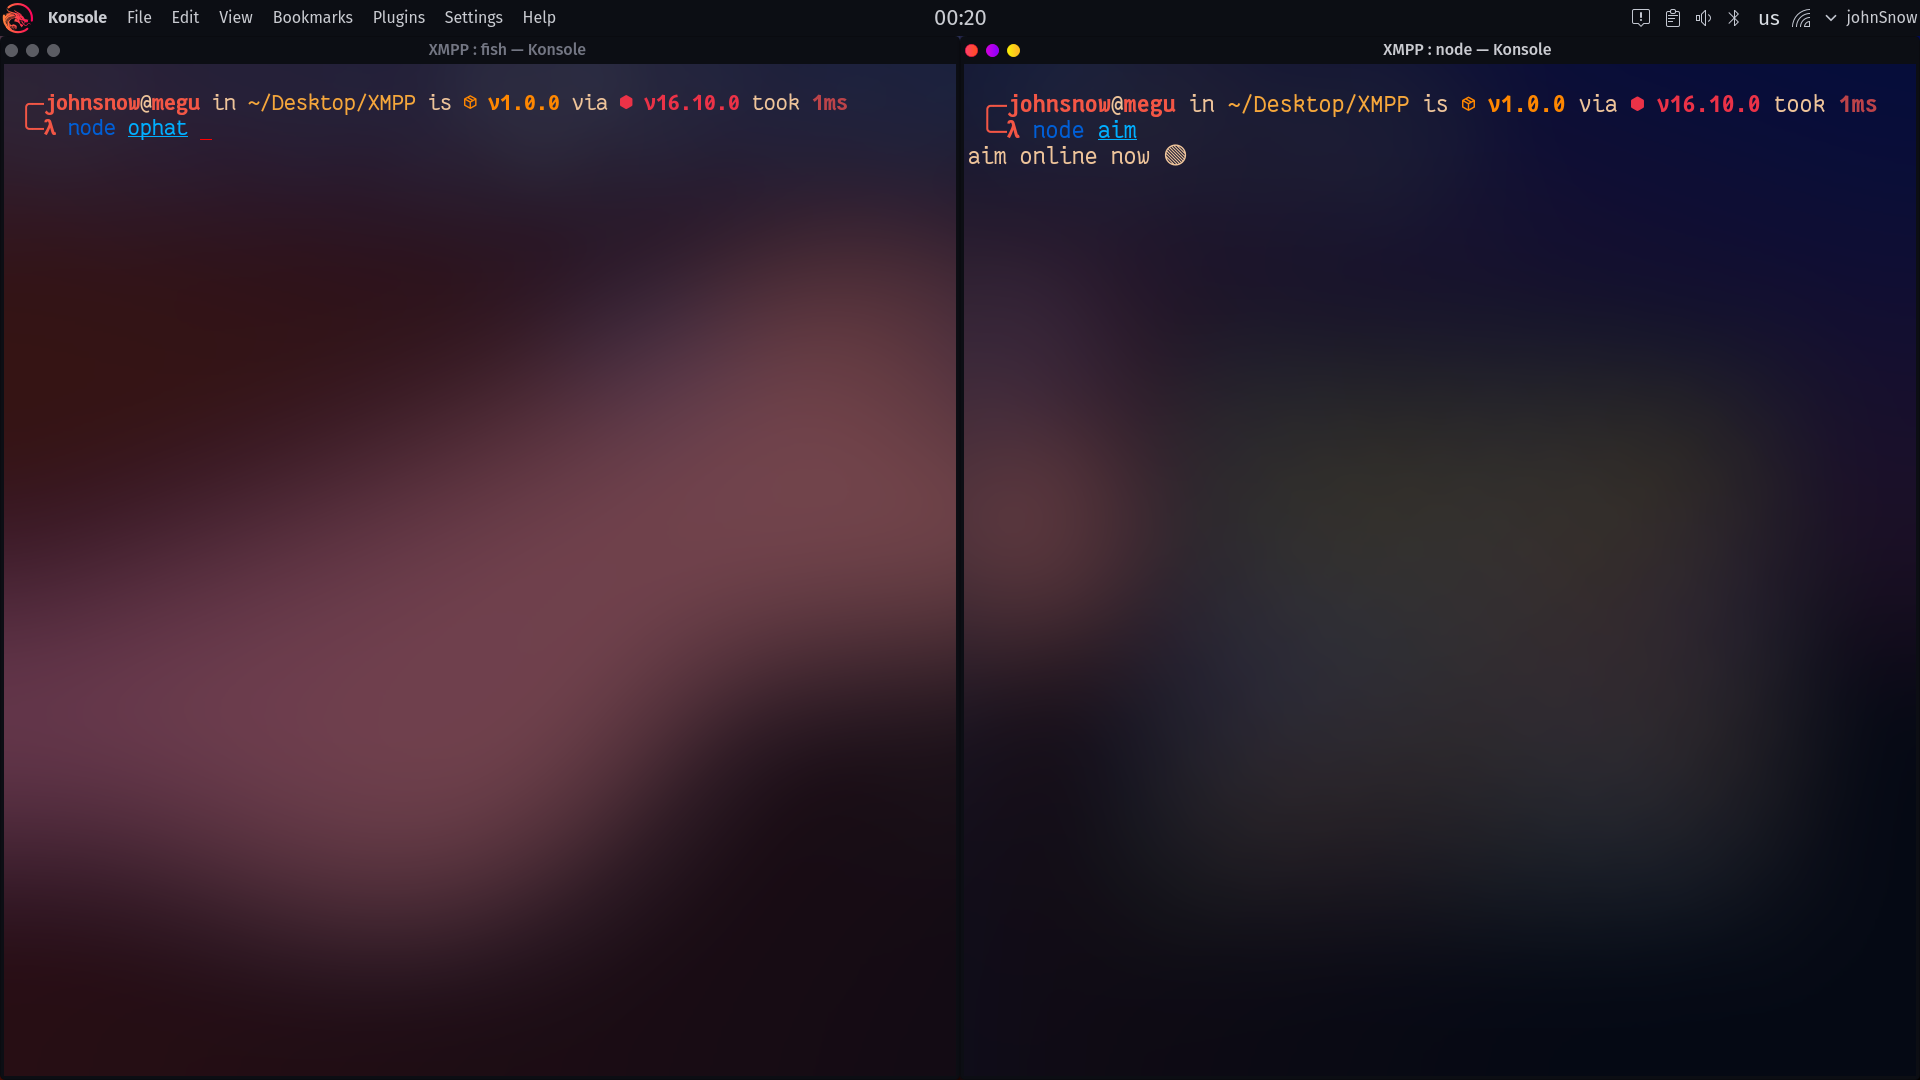 Konsole File Edit View Bookmarks Plugins Settings Help 00:20 us johnSnow
XMPP : fish — Konsole
johnsnow@megu in ~/Desktop/XMPP is v1.0.0 via v16.10.0 took 1ms
λ node ophat _
XMPP : node — Konsole
johnsnow@megu in ~/Desktop/XMPP is v1.0.0 via v16.10.0 took 1ms
λ node aim
aim online now